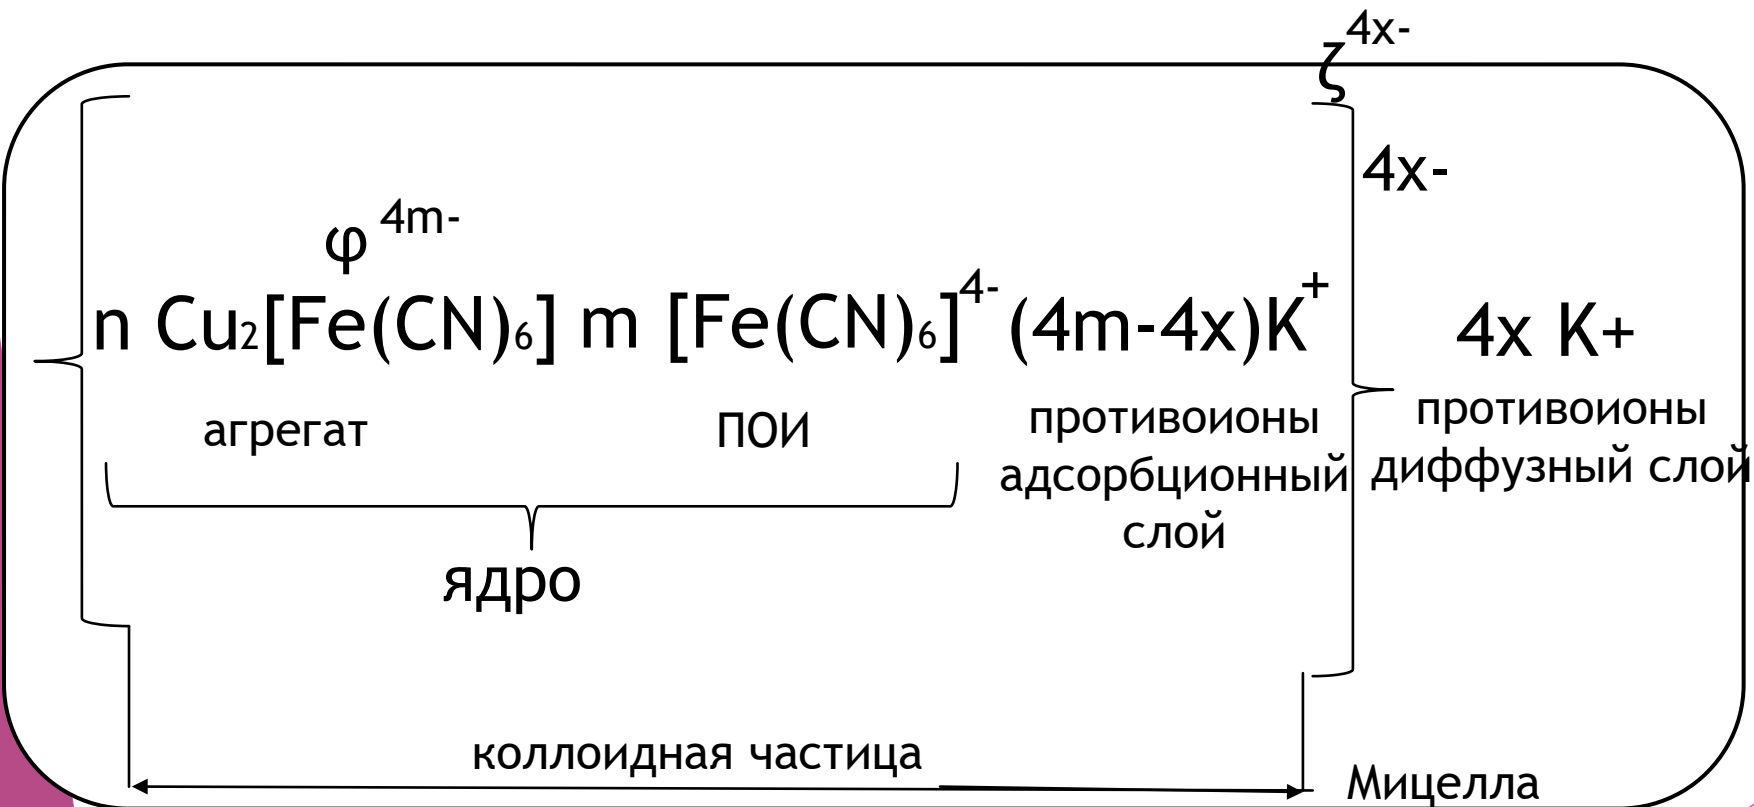 ζ4x-
4x-
φ 4m-
n Cu₂[Fe(CN)₆] m [Fe(CN)₆]4- (4m-4x)K+ 4x K+
агрегат ПОИ противоионы адсорбционный слой противоионы диффузный слой
ядро
коллоидная частица
Мицелла